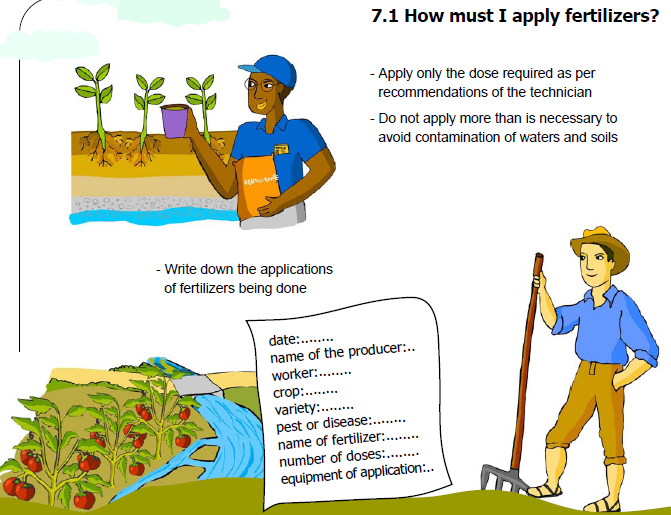 7.1 How must I apply fertilizers?
- Apply only the dose required as per
recommendations of the technician
- Do not apply more than is necessary to
avoid contamination of waters and soils
- Write down the applications
of fertilizers being done
date:........
name of the producer:..
worker:........
crop:........
variety:........
pest or disease:........
name of fertilizer:........
number of doses:........
equipment of application:..